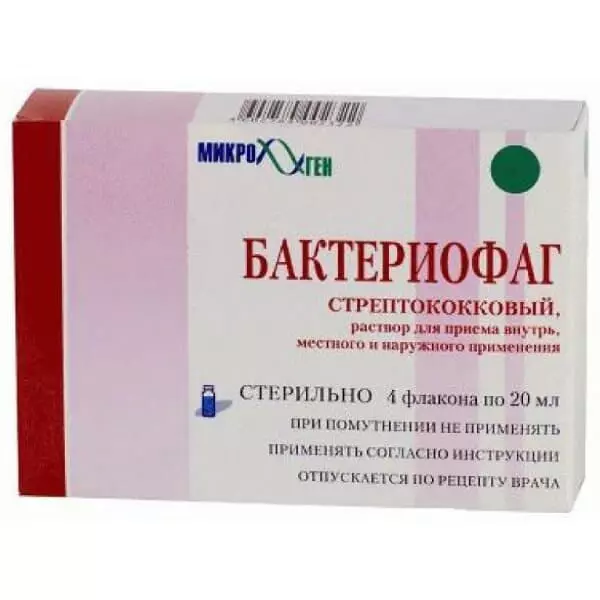 МИКРОГЕН
БАКТЕРИОФАГ
СТРЕПТОКОККОВЫЙ,
раствор для приема внутрь,
местного и наружного применения
СТЕРИЛЬНО 4 флакона по 20 мл
ПРИ ПОМУТНЕНИИ НЕ ПРИМЕНЯТЬ
ПРИМЕНЯТЬ СОГЛАСНО ИНСТРУКЦИИ
ОТПУСКАЕТСЯ ПО РЕЦЕПТУ ВРАЧА